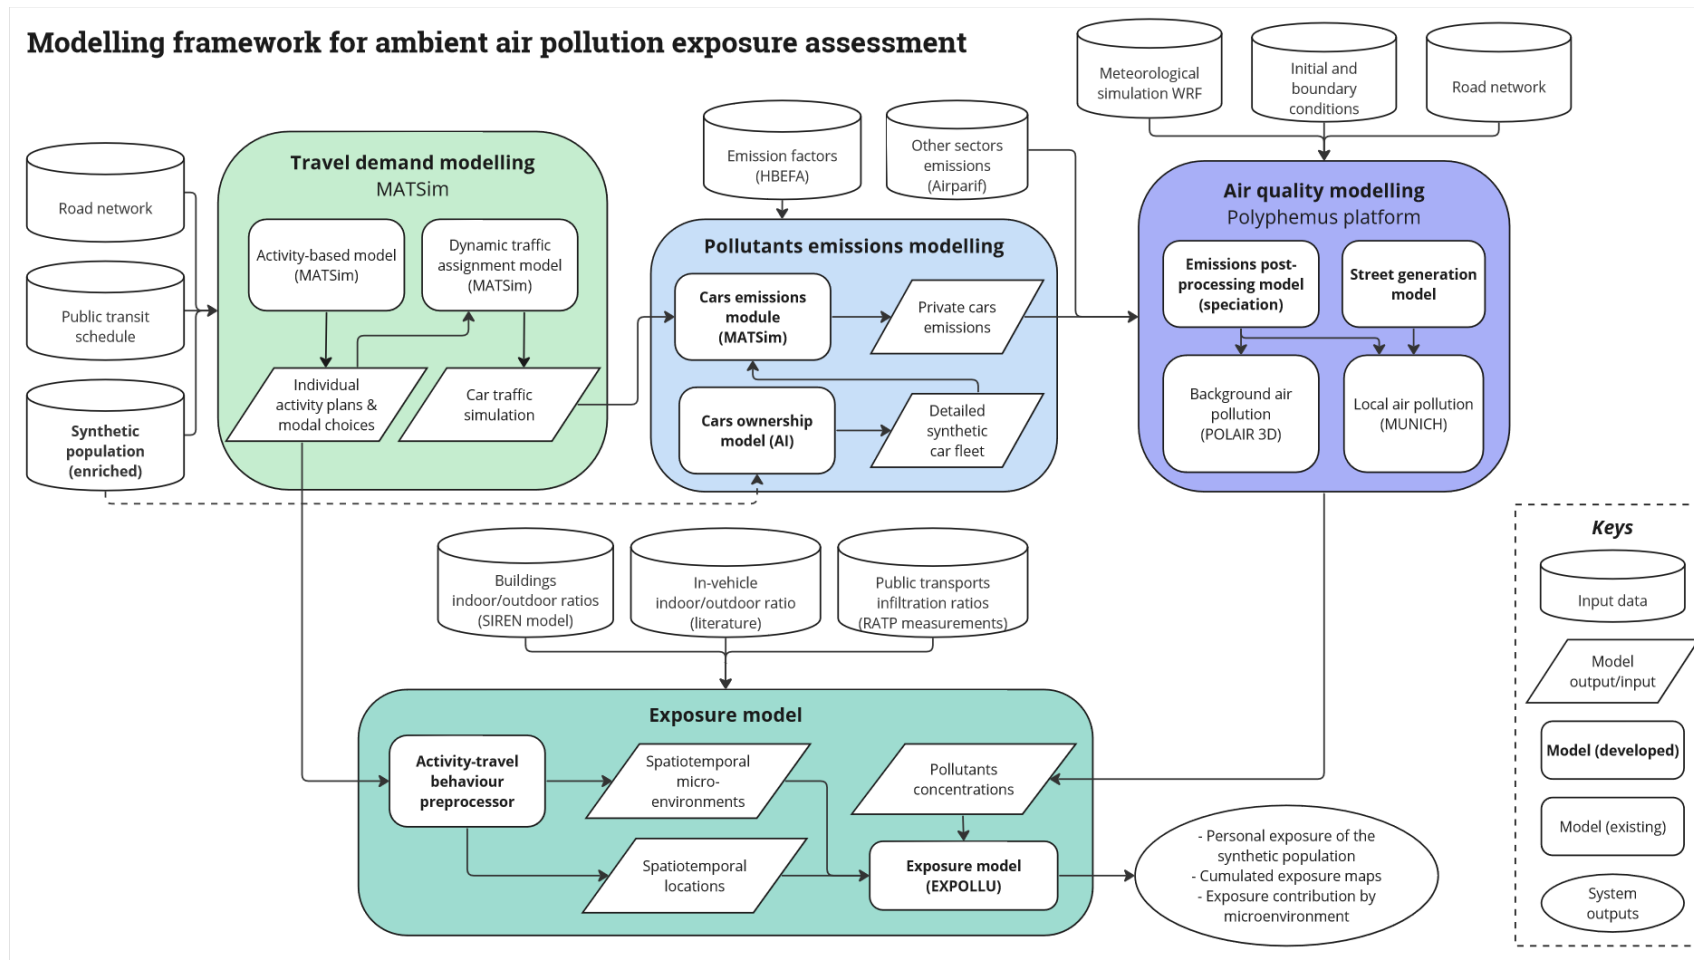 Modelling framework for ambient air pollution exposure assessment
Meteorological
simulation WRF
Initial and
boundary
conditions
Road network
Emission factors
(HBEFA)
Other sectors
emissions
(Airparif)
Road network
Public transit
schedule
Synthetic
population
(enriched)
Travel demand modelling
MATSim
Activity-based model
(MATSim)
Dynamic traffic
assignment model
(MATSim)
Individual
activity plans &
modal choices
Car traffic
simulation
Pollutants emissions modelling
Cars emissions
module
(MATSim)
Private cars
emissions
Cars ownership
model (AI)
Detailed
synthetic
car fleet
Air quality modelling
Polyphemus platform
Emissions post-
processing model
(speciation)
Street generation
model
Background air
pollution
(POLAIR 3D)
Local air pollution
(MUNICH)
Buildings
indoor/outdoor ratios
(SIREN model)
In-vehicle
indoor/outdoor ratio
(literature)
Public transports
infiltration ratios
(RATP measurements)
Exposure model
Activity-travel
behaviour
preprocessor
Spatiotemporal
micro-
environments
Spatiotemporal
locations
Pollutants
concentrations
Exposure model
(EXPOLLU)
- Personal exposure of the
synthetic population
- Cumulated exposure maps
- Exposure contribution by
microenvironment
Keys
Input data
Model
output/input
Model (developed)
Model (existing)
System
outputs